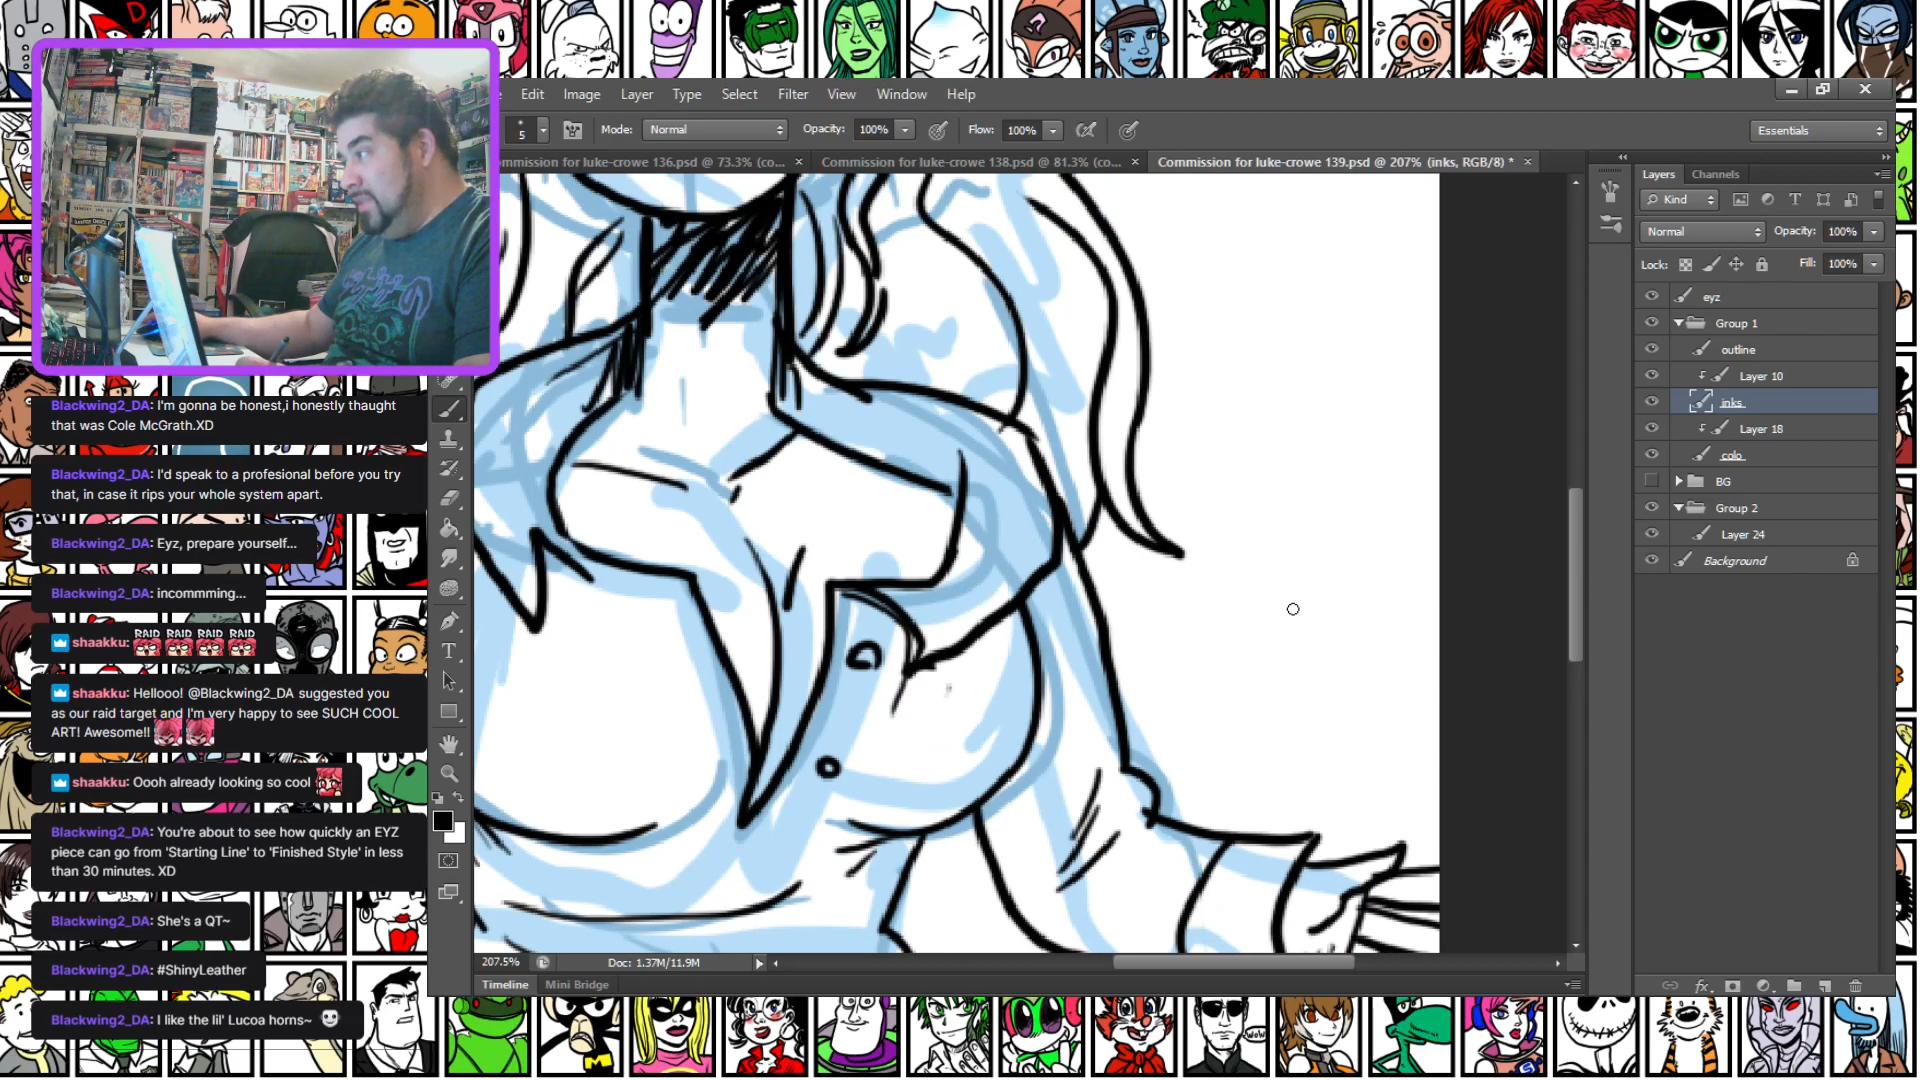 Edit Image Layer Type Select Filter View Window Help
5 Mode: Normal Opacity: 100% Flow: 100% Essentials
ommission for luke-crowe 136.psd @ 73.3% (co... × Commission for luke-crowe 138.psd @ 81.3% (co... × Commission for luke-crowe 139.psd @ 207% (inks, RGB/8) * ×
Layers Channels
Kind
Normal Opacity: 100%
Lock: Fill: 100%
eyz
Group 1
outline
Layer 10
inks
Layer 18
colo
BG
Group 2
Layer 24
Background
Blackwing2_DA: I'm gonna be honest,i honestly thaught
that was Cole McGrath.XD
Blackwing2_DA: I'd speak to a profesional before you try
that, in case it rips your whole system apart.
Blackwing2_DA: Eyz, prepare yourself...
Blackwing2_DA: incommming...
shaakku: RAID RAID RAID RAID
shaakku: Hellooo! @Blackwing2_DA suggested you
as our raid target and I'm very happy to see SUCH COOL
ART! Awesome!!
shaakku: Oooh already looking so cool
Blackwing2_DA: You're about to see how quickly an EYZ
piece can go from 'Starting Line' to 'Finished Style' in less
than 30 minutes. XD
Blackwing2_DA: She's a QT~
Blackwing2_DA: #ShinyLeather
Blackwing2_DA: I like the lil' Lucoa horns~
207.5% Doc: 1.37M/11.9M
Timeline Mini Bridge
WOW